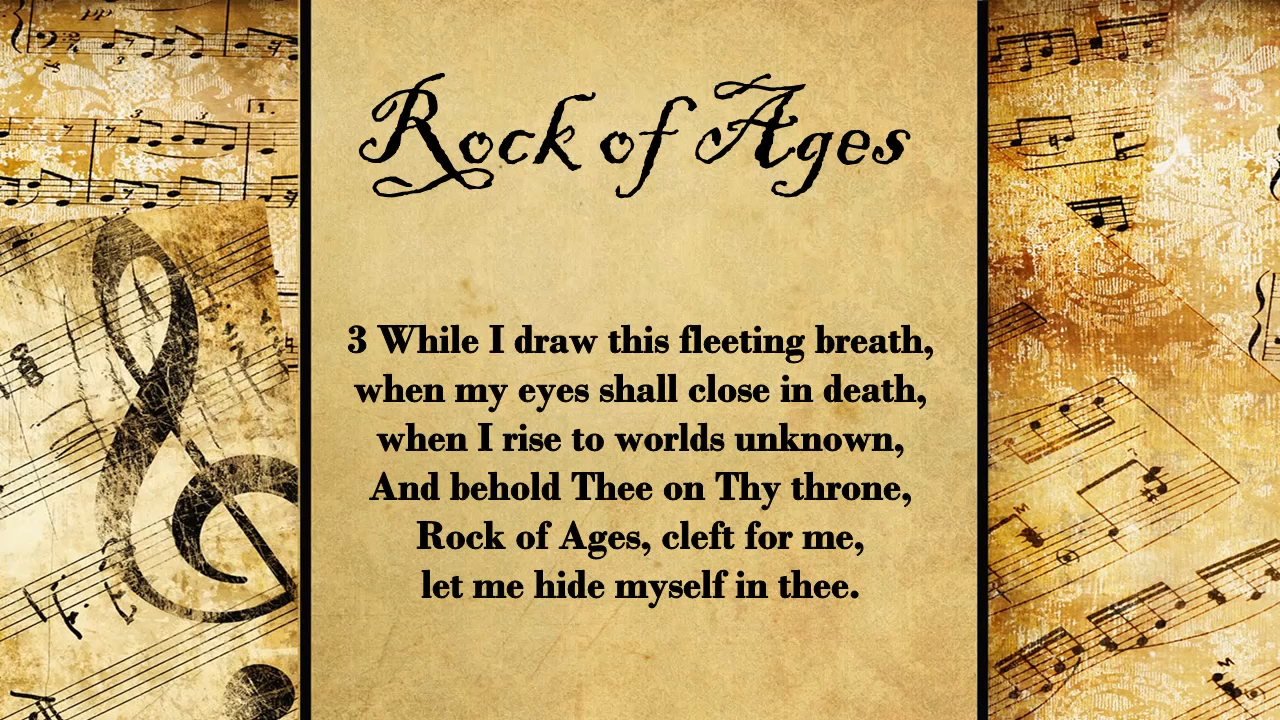 Rock of Ages
3 While I draw this fleeting breath,
when my eyes shall close in death,
when I rise to worlds unknown,
And behold Thee on Thy throne,
Rock of Ages, cleft for me,
let me hide myself in thee.